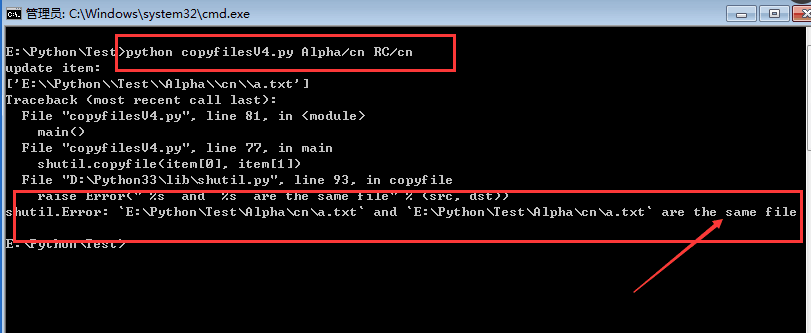 管理员: C:\Windows\system32\cmd.exe
E:\Python\Test>python copyfilesV4.py Alpha/cn RC/cn
update item:
['E:\\Python\\Test\\Alpha\\cn\\a.txt']
Traceback (most recent call last):
  File "copyfilesV4.py", line 81, in <module>
    main()
  File "copyfilesV4.py", line 77, in main
    shutil.copyfile(item[0], item[1])
  File "D:\Python33\lib\shutil.py", line 93, in copyfile
    raise Error("`%s` and `%s` are the same file" % (src, dst))
shutil.Error: `E:\Python\Test\Alpha\cn\a.txt` and `E:\Python\Test\Alpha\cn\a.txt` are the same file
E:\Python\Test>